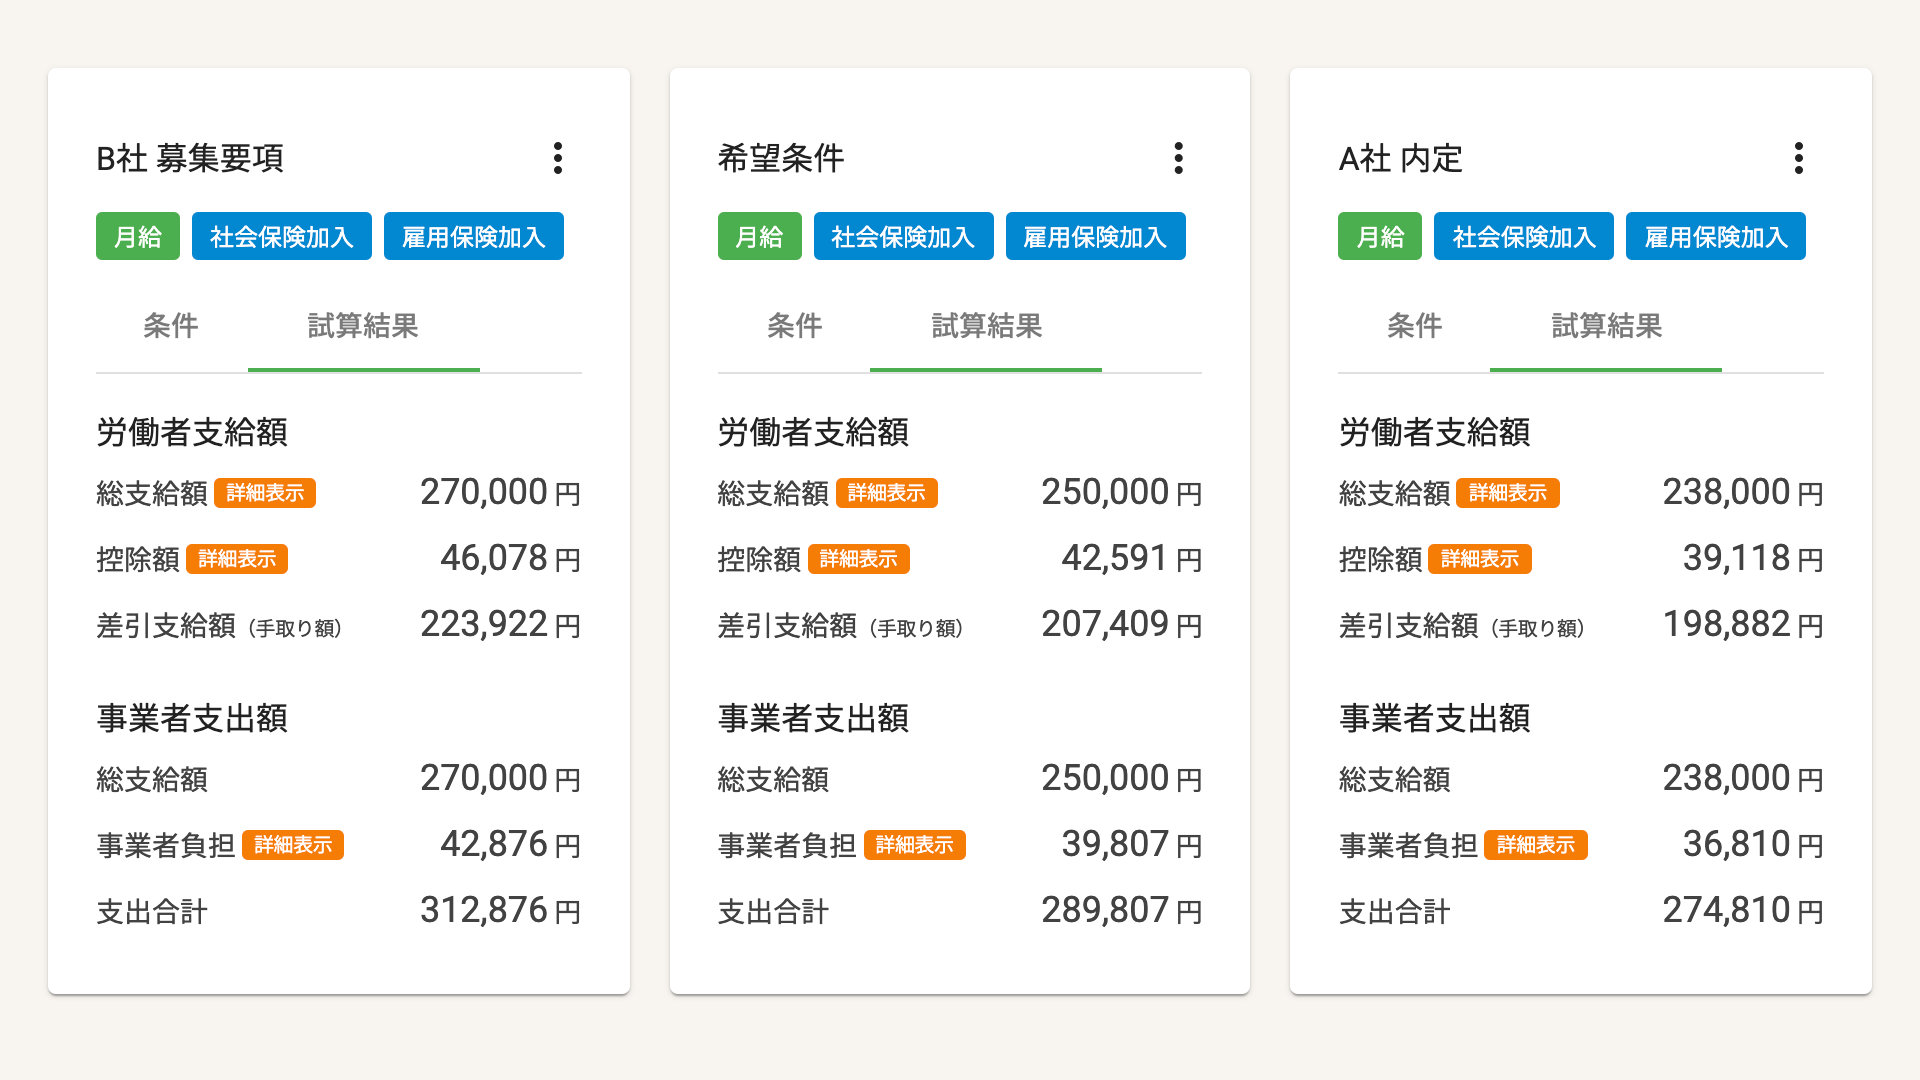 B社 募集要項
月給 社会保険加入 雇用保険加入
条件 試算結果
労働者支給額
総支給額 詳細表示 270,000 円
控除額 詳細表示 46,078 円
差引支給額（手取り額） 223,922 円
事業者支出額
総支給額 270,000 円
事業者負担 詳細表示 42,876 円
支出合計 312,876 円
希望条件
月給 社会保険加入 雇用保険加入
条件 試算結果
労働者支給額
総支給額 詳細表示 250,000 円
控除額 詳細表示 42,591 円
差引支給額（手取り額） 207,409 円
事業者支出額
総支給額 250,000 円
事業者負担 詳細表示 39,807 円
支出合計 289,807 円
A社 内定
月給 社会保険加入 雇用保険加入
条件 試算結果
労働者支給額
総支給額 詳細表示 238,000 円
控除額 詳細表示 39,118 円
差引支給額（手取り額） 198,882 円
事業者支出額
総支給額 238,000 円
事業者負担 詳細表示 36,810 円
支出合計 274,810 円